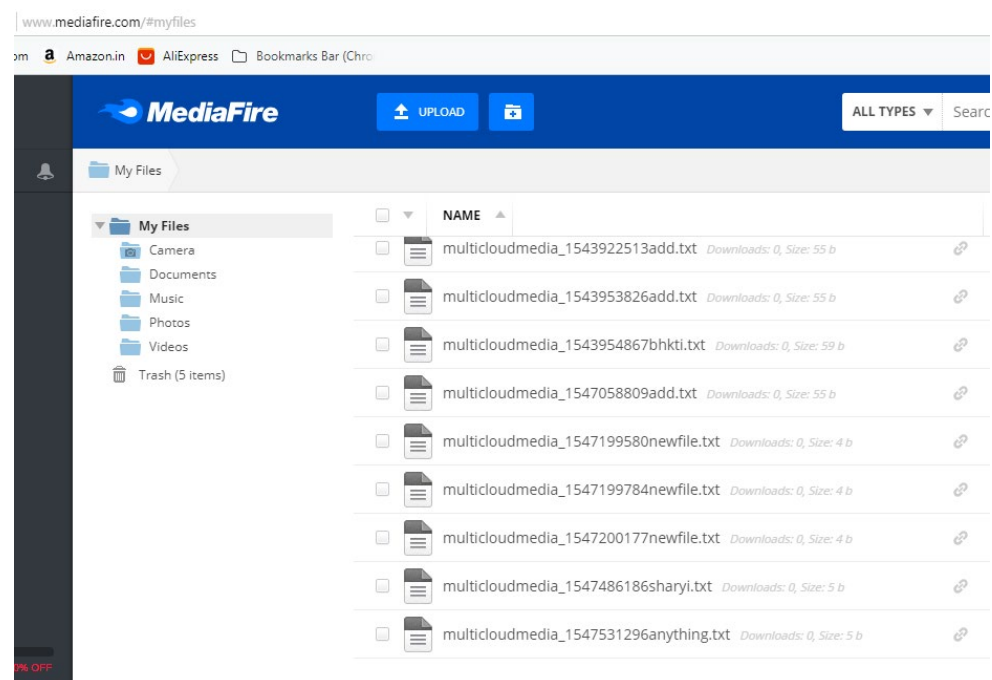 www.mediafire.com/#myfiles
om Amazon.in AliExpress Bookmarks Bar (Chro
MediaFire UPLOAD ALL TYPES Searc
My Files
My Files
Camera
Documents
Music
Photos
Videos
Trash (5 items)
NAME
multicloudmedia_1543922513add.txt Downloads: 0, Size: 55 b
multicloudmedia_1543953826add.txt Downloads: 0, Size: 55 b
multicloudmedia_1543954867bhkti.txt Downloads: 0, Size: 59 b
multicloudmedia_1547058809add.txt Downloads: 0, Size: 55 b
multicloudmedia_1547199580newfile.txt Downloads: 0, Size: 4 b
multicloudmedia_1547199784newfile.txt Downloads: 0, Size: 4 b
multicloudmedia_1547200177newfile.txt Downloads: 0, Size: 4 b
multicloudmedia_1547486186sharyi.txt Downloads: 0, Size: 5 b
multicloudmedia_1547531296anything.txt Downloads: 0, Size: 5 b
0% OFF